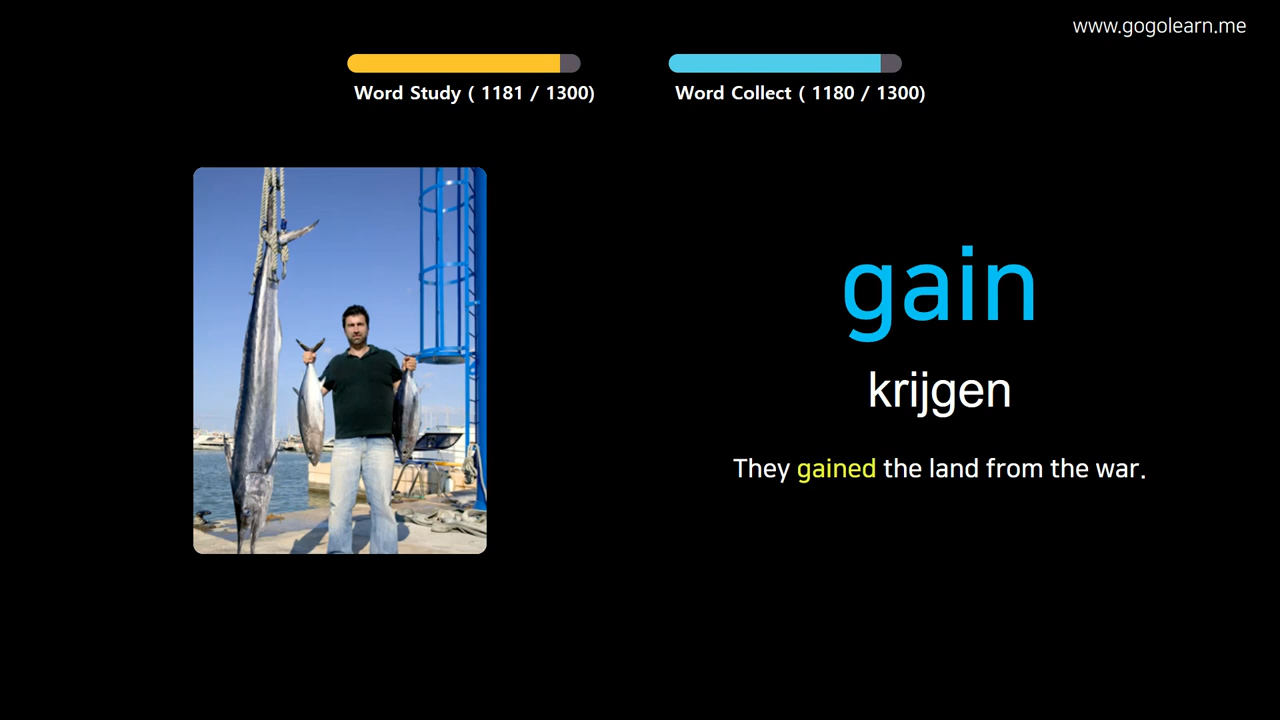 www.gogolearn.me
Word Study ( 1181 / 1300)
Word Collect ( 1180 / 1300)
gain
krijgen
They gained the land from the war.